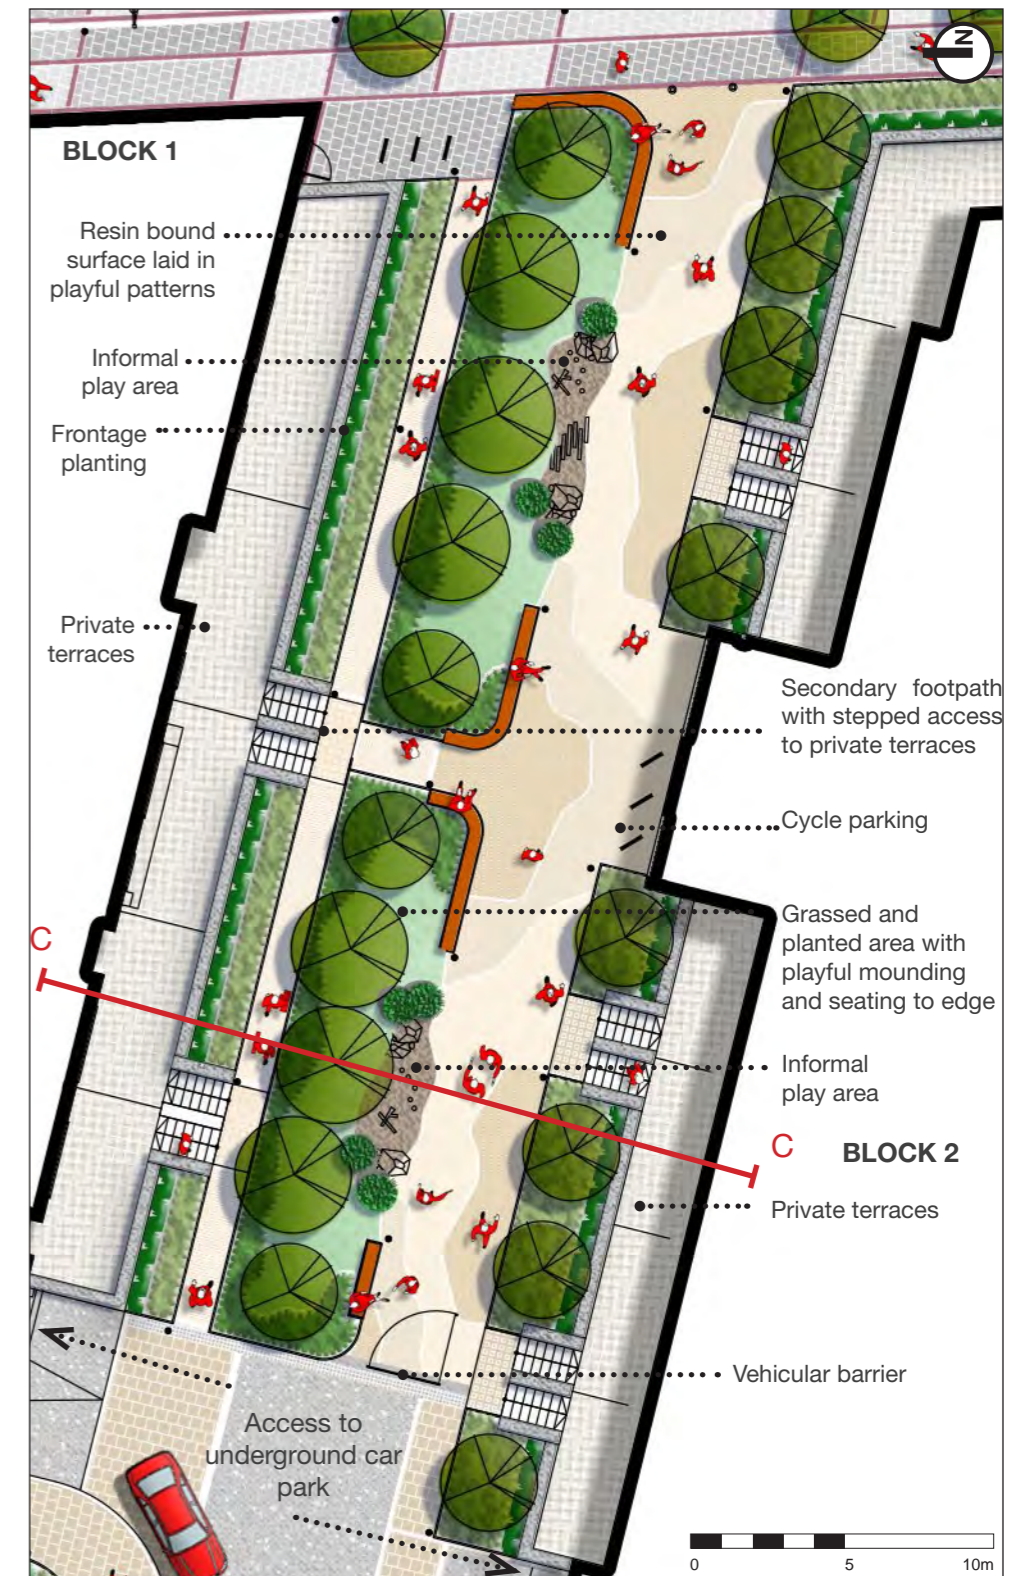 N
BLOCK 1
Resin bound
surface laid in
playful patterns
Informal
play area
Frontage
planting
Private
terraces
Secondary footpath
with stepped access
to private terraces
Cycle parking
Grassed and
planted area with
playful mounding
and seating to edge
C
Informal
play area
C
BLOCK 2
Private terraces
Vehicular barrier
Access to
underground car
park
0 5 10m